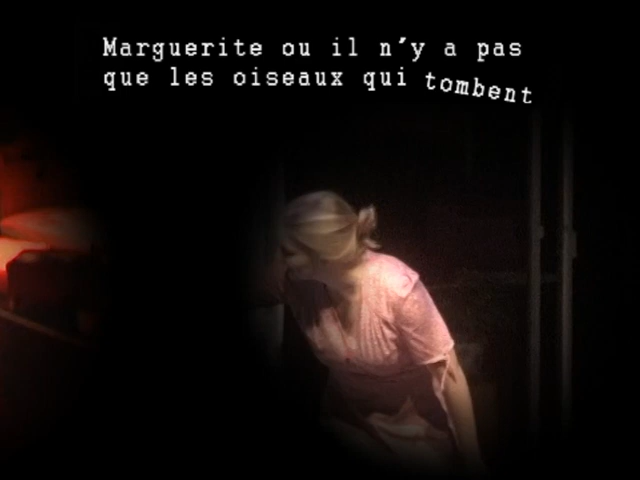 Marguerite ou il n'y a pas
que les oiseaux qui tombent